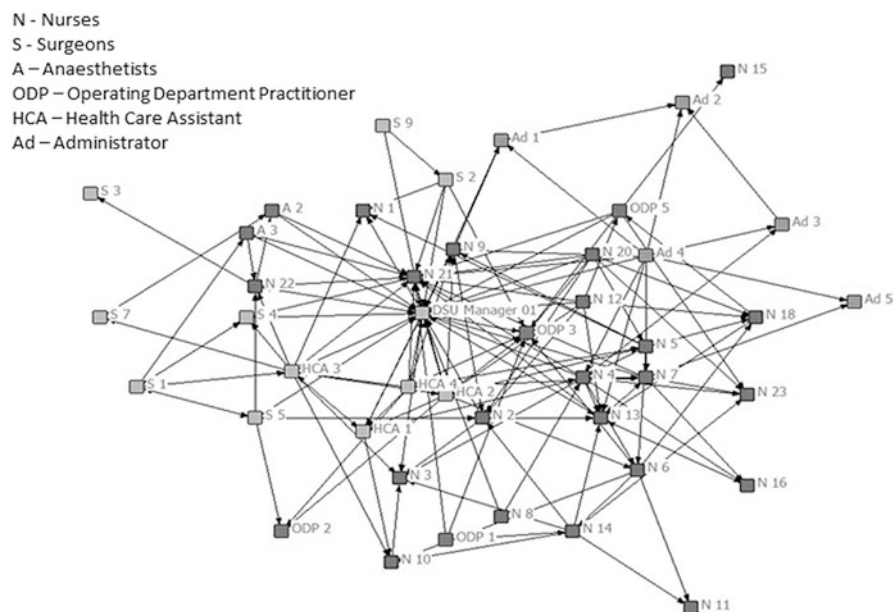 N - Nurses
S - Surgeons
A – Anaesthetists
ODP – Operating Department Practitioner
HCA – Health Care Assistant
Ad – Administrator
N 15
Ad 2
S 9
Ad 1
S 2
S 3
A 2
N 1
ODP 5
Ad 3
A 3
N 9
N 20
Ad 4
N 21
N 22
N 12
Ad 5
S 7
S 4
DSU Manager 01
N 18
ODP 3
N 5
HCA 3
N 4
N 7
S 1
HCA 4
HCA 2
N 23
S 5
N 2
N 13
HCA 1
N 3
N 6
N 16
N 8
ODP 2
N 14
ODP 1
N 10
N 11